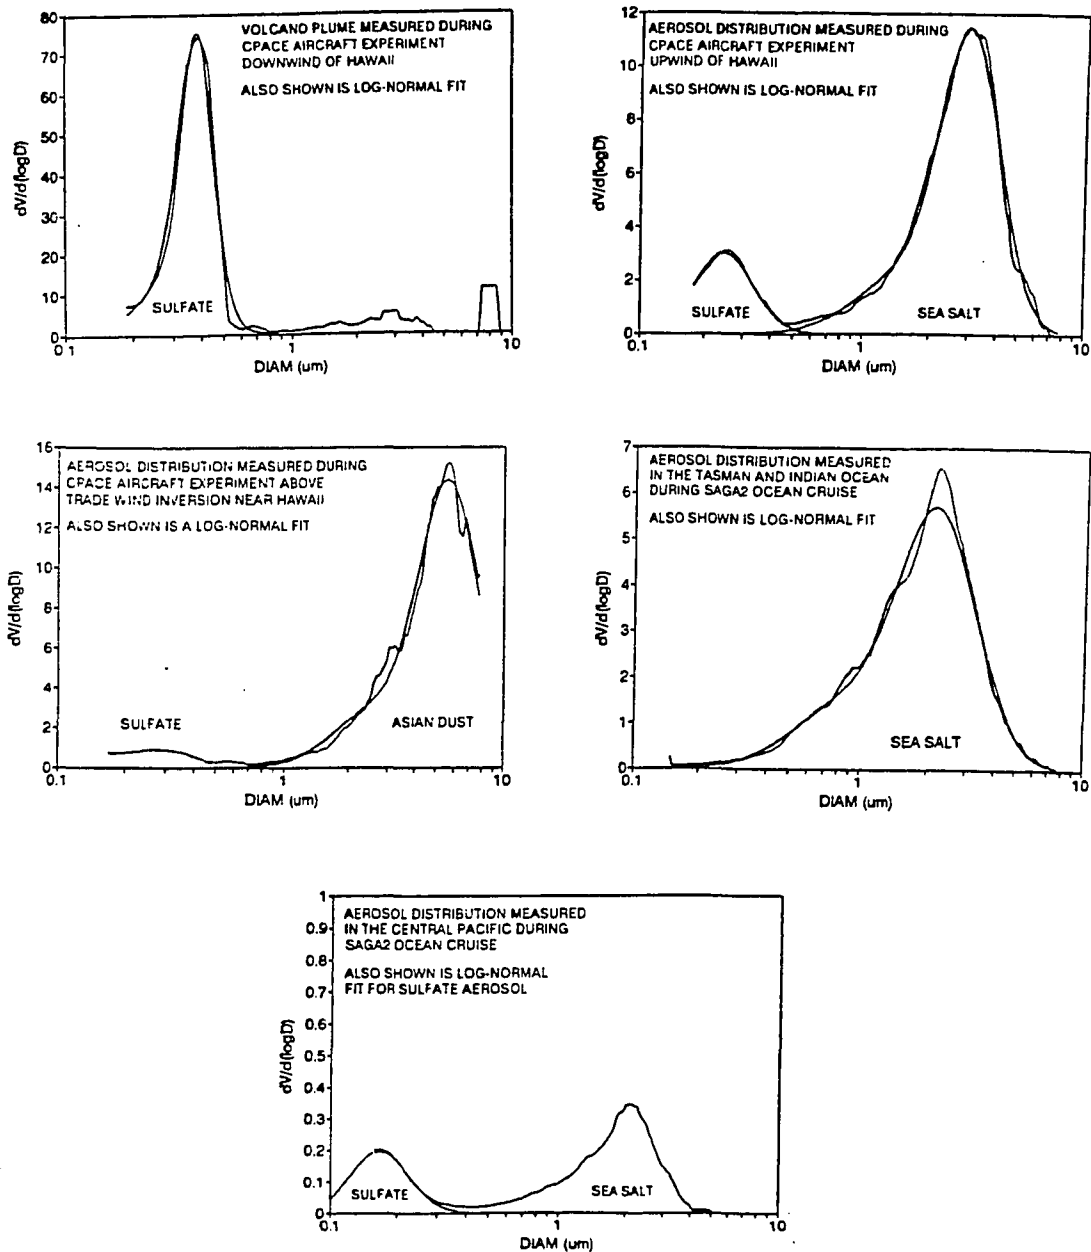 VOLCANO PLUME MEASURED DURING
CPACE AIRCRAFT EXPERIMENT
DOWNWIND OF HAWAII
ALSO SHOWN IS LOG-NORMAL FIT
80
70
60
50
40
30
20
10
0
dV/d(logD)
SULFATE
0.1
1
10
DIAM (um)
AEROSOL DISTRIBUTION MEASURED DURING
CPACE AIRCRAFT EXPERIMENT
UPWIND OF HAWAII
ALSO SHOWN IS LOG-NORMAL FIT
12
10
8
6
4
2
0
dV/d(logD)
SULFATE
SEA SALT
0.1
1
10
DIAM (um)
AEROSOL DISTRIBUTION MEASURED DURING
CPACE AIRCRAFT EXPERIMENT ABOVE
TRADE WIND INVERSION NEAR HAWAII
ALSO SHOWN IS A LOG-NORMAL FIT
16
14
12
10
8
6
4
2
0
dV/d(logD)
SULFATE
ASIAN DUST
0.1
1
10
DIAM (um)
AEROSOL DISTRIBUTION MEASURED
IN THE TASMAN AND INDIAN OCEAN
DURING SAGA2 OCEAN CRUISE
ALSO SHOWN IS LOG-NORMAL FIT
7
6
5
4
3
2
1
0
dV/d(logD)
SEA SALT
0.1
1
10
DIAM (um)
AEROSOL DISTRIBUTION MEASURED
IN THE CENTRAL PACIFIC DURING
SAGA2 OCEAN CRUISE
ALSO SHOWN IS LOG-NORMAL
FIT FOR SULFATE AEROSOL
1
0.9
0.8
0.7
0.6
0.5
0.4
0.3
0.2
0.1
0
dV/d(logD)
SULFATE
SEA SALT
0.1
1
10
DIAM (um)